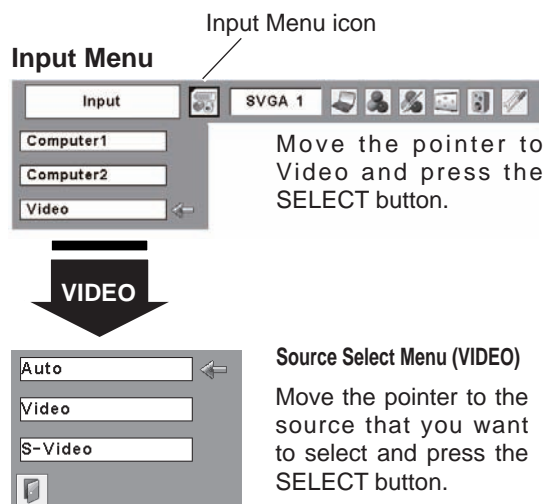 Input Menu icon
Input Menu
Input
SVGA 1
Computer1
Computer2
Video
Move the pointer to
Video and press the
SELECT button.
VIDEO
Auto
Video
S-Video
Source Select Menu (VIDEO)
Move the pointer to the
source that you want
to select and press the
SELECT button.